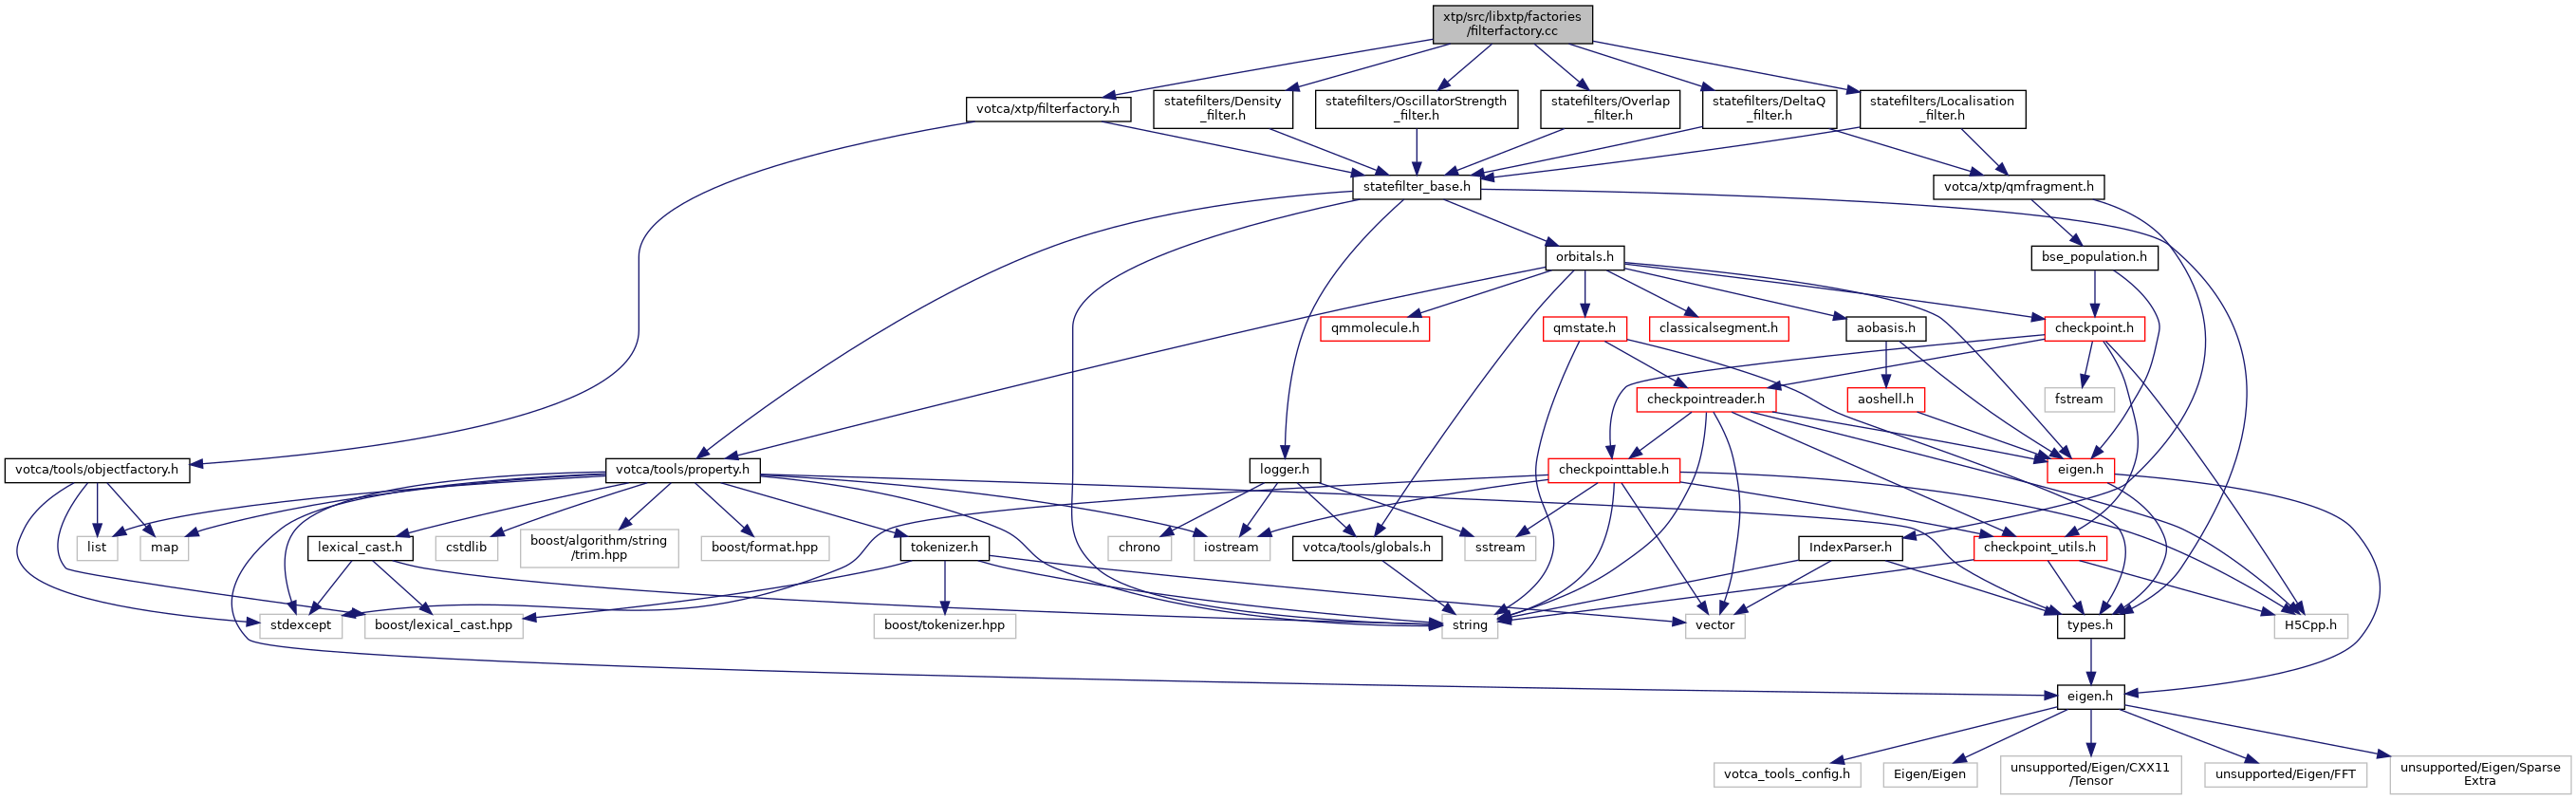 xtp/src/libxtp/factories
/filterfactory.cc
votca/xtp/filterfactory.h
statefilters/Density
_filter.h
statefilters/OscillatorStrength
_filter.h
statefilters/Overlap
_filter.h
statefilters/DeltaQ
_filter.h
statefilters/Localisation
_filter.h
statefilter_base.h
votca/xtp/qmfragment.h
orbitals.h
bse_population.h
qmmolecule.h
qmstate.h
classicalsegment.h
aobasis.h
checkpoint.h
checkpointreader.h
aoshell.h
fstream
votca/tools/objectfactory.h
votca/tools/property.h
logger.h
checkpointtable.h
eigen.h
list
map
lexical_cast.h
cstdlib
boost/algorithm/string
/trim.hpp
boost/format.hpp
tokenizer.h
chrono
iostream
votca/tools/globals.h
sstream
IndexParser.h
checkpoint_utils.h
stdexcept
boost/lexical_cast.hpp
boost/tokenizer.hpp
string
vector
types.h
H5Cpp.h
eigen.h
votca_tools_config.h
Eigen/Eigen
unsupported/Eigen/CXX11
/Tensor
unsupported/Eigen/FFT
unsupported/Eigen/Sparse
Extra